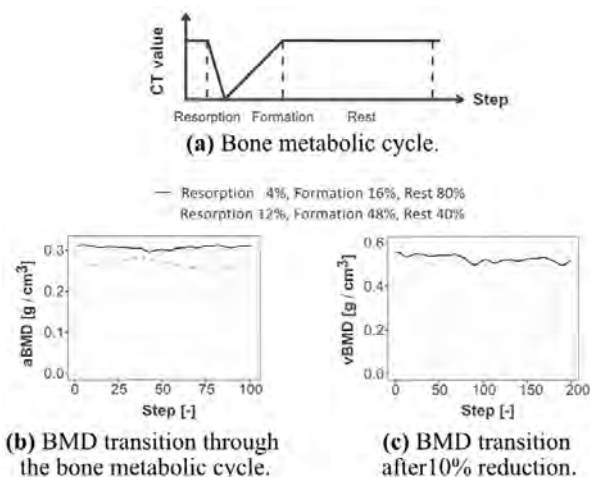 CT value
Step
Resorption Formation Rest
(a) Bone metabolic cycle.
Resorption 4%, Formation 16%, Rest 80%
Resorption 12%, Formation 48%, Rest 40%
aBMD [g / cm³]
0.3
0.2
0.1
0.0
0 25 50 75 100
Step [-]
(b) BMD transition through
the bone metabolic cycle.
vBMD [g / cm³]
0.6
0.4
0.2
0.0
0 50 100 150 200
Step [-]
(c) BMD transition
after10% reduction.